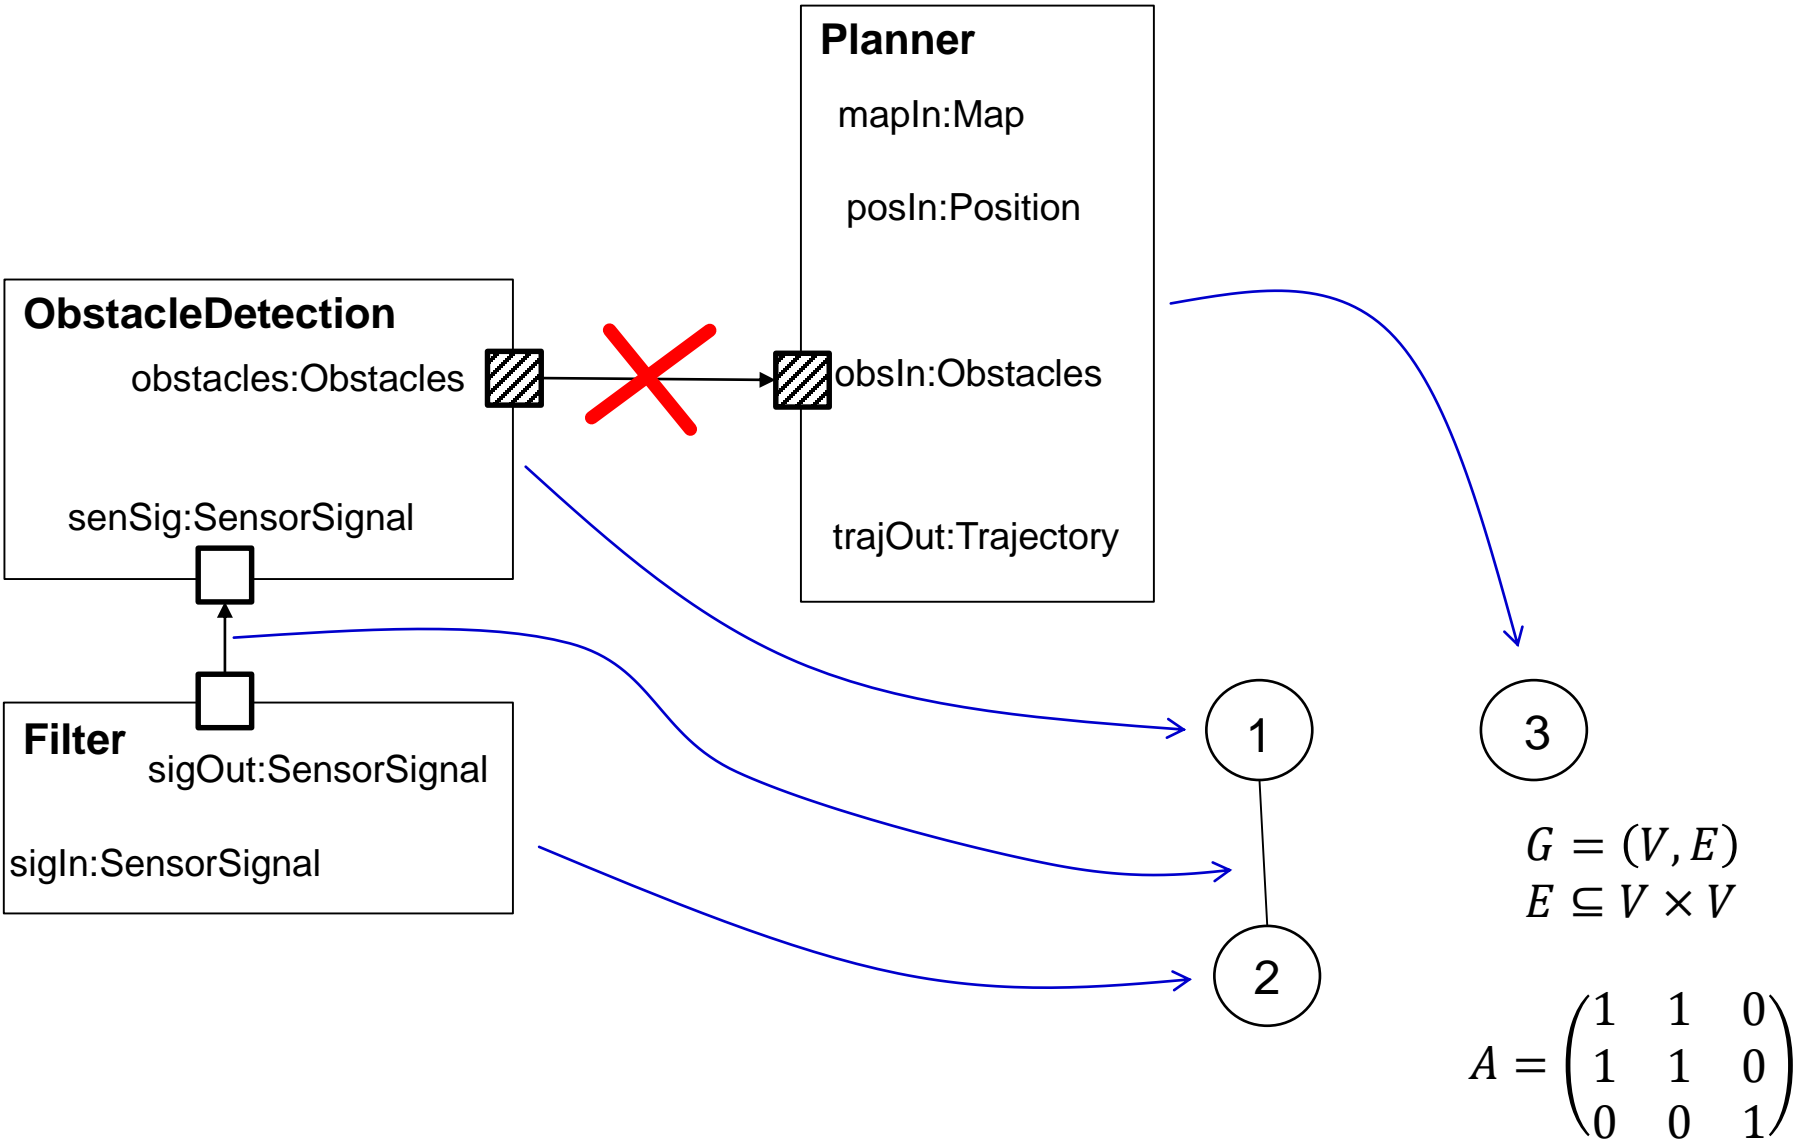 Planner
mapIn:Map
posIn:Position
obsIn:Obstacles
trajOut:Trajectory
ObstacleDetection
obstacles:Obstacles
senSig:SensorSignal
Filter
sigOut:SensorSignal
sigIn:SensorSignal
1
3
2
G = (V, E)
E ⊆ V × V
A = (1 1 0
1 1 0
0 0 1)